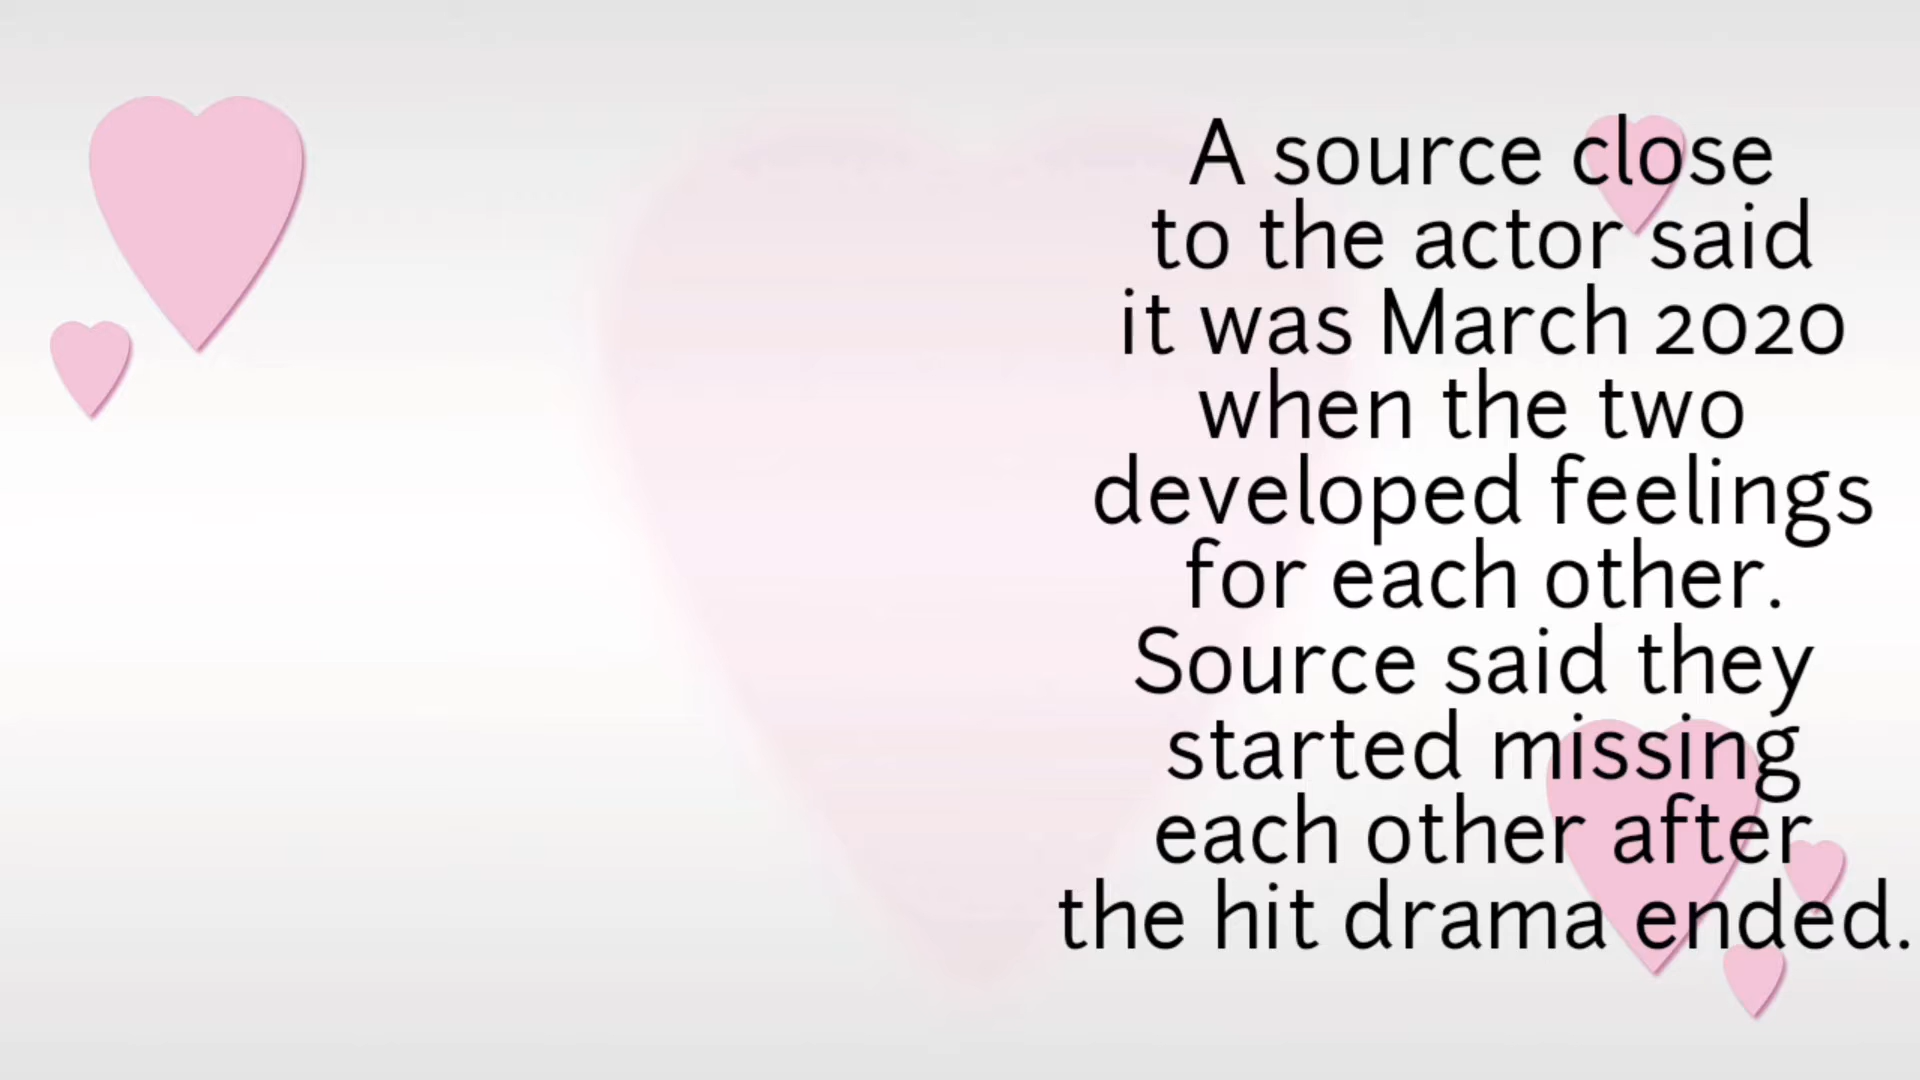 A source close
to the actor said
it was March 2020
when the two
developed feelings
for each other.
Source said they
started missing
each other after
the hit drama ended.